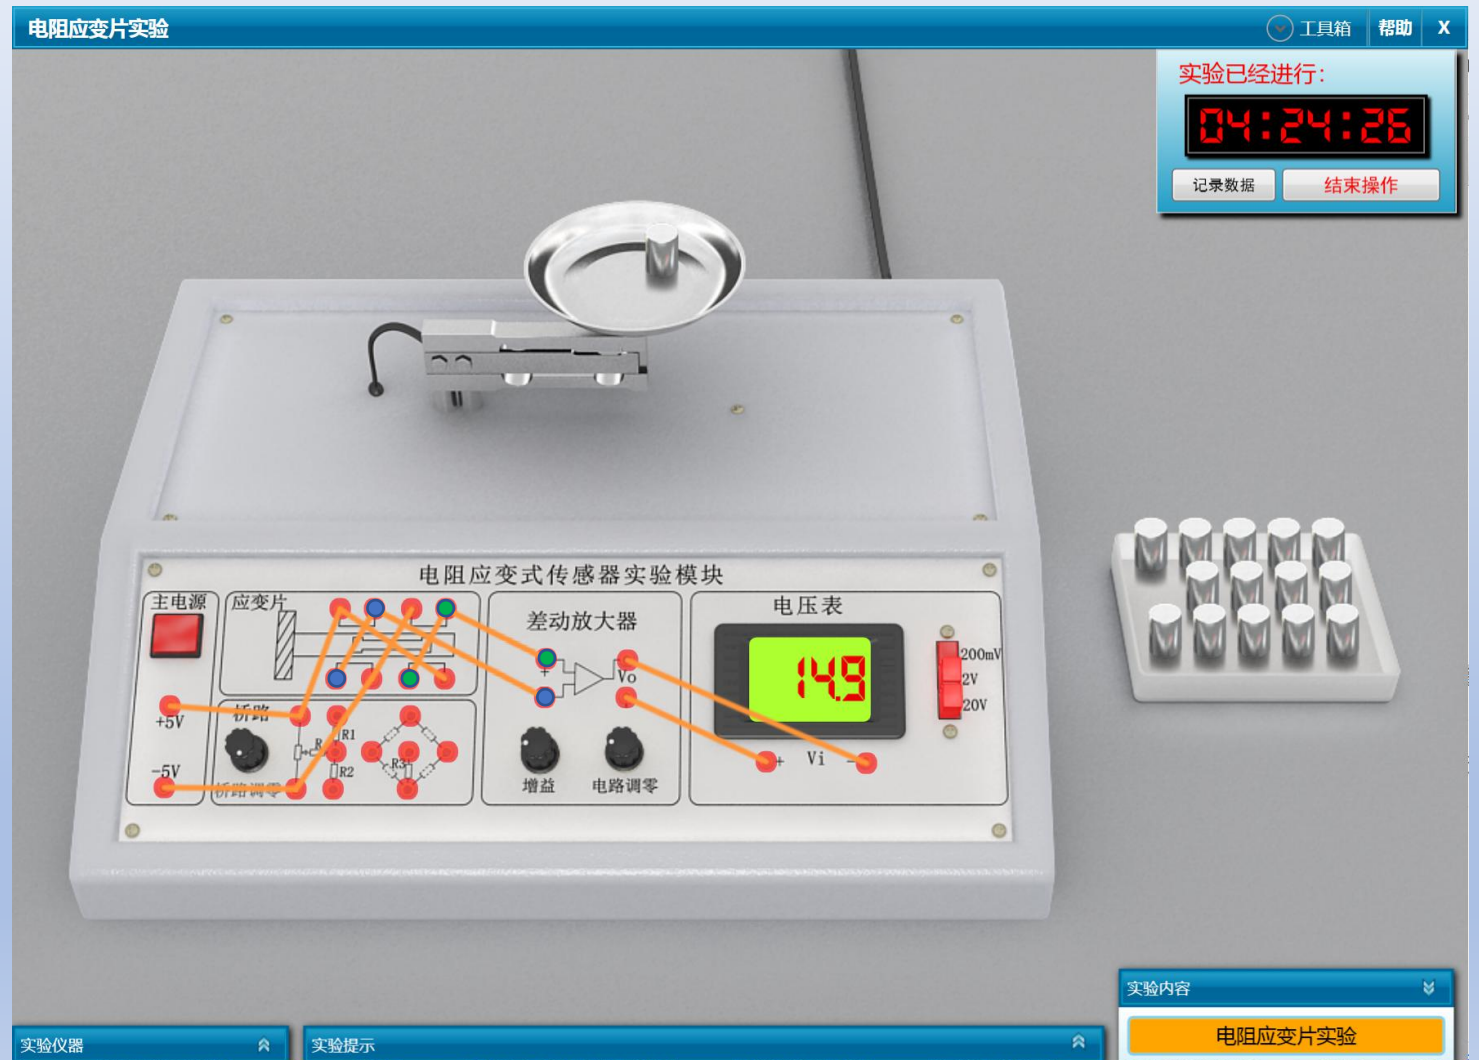 电阻应变片实验
工具箱 帮助 X
实验已经进行：
04:24:26
记录数据 结束操作
电阻应变式传感器实验模块
主电源
应变片
差动放大器
电压表
+
Vo
14.9
200mV
2V
20V
+5V
桥路
R
R1
R2
R3
-5V
桥路调零
增益
电路调零
+ Vi -
实验内容
电阻应变片实验
实验仪器
实验提示